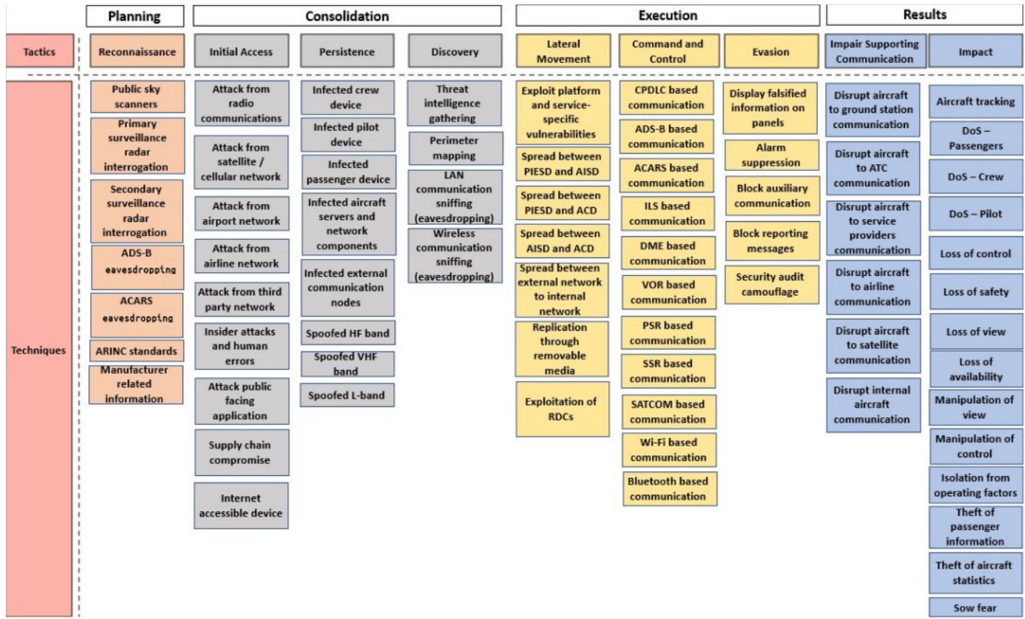 Planning
Consolidation
Execution
Results
Tactics
Reconnaissance
Initial Access
Persistence
Discovery
Lateral
Movement
Command and
Control
Evasion
Impair Supporting
Communication
Impact
Techniques
Public sky
scanners
Primary
surveillance
radar
interrogation
Secondary
surveillance
radar
interrogation
ADS-B
eavesdropping
ACARS
eavesdropping
ARINC standards
Manufacturer
related
information
Attack from
radio
communications
Attack from
satellite /
cellular network
Attack from
airport network
Attack from
airline network
Attack from third
party network
Insider attacks
and human
errors
Attack public
facing
application
Supply chain
compromise
Internet
accessible device
Infected crew
device
Infected pilot
device
Infected
passenger device
Infected aircraft
servers and
network
components
Infected external
communication
nodes
Spoofed HF band
Spoofed VHF
band
Spoofed L-band
Threat
intelligence
gathering
Perimeter
mapping
LAN
communication
sniffing
(eavesdropping)
Wireless
communication
sniffing
(eavesdropping)
Exploit platform
and service-
specific
vulnerabilities
Spread between
PIESD and AISD
Spread between
PIESD and ACD
Spread between
AISD and ACD
Spread between
external network
to internal
network
Replication
through
removable
media
Exploitation of
RDCs
CPDLC based
communication
ADS-B based
communication
ACARS based
communication
ILS based
communication
DME based
communication
VOR based
communication
PSR based
communication
SSR based
communication
SATCOM based
communication
Wi-Fi based
communication
Bluetooth based
communication
Display falsified
information on
panels
Alarm
suppression
Block auxiliary
communication
Block reporting
messages
Security audit
camouflage
Disrupt aircraft
to ground station
communication
Disrupt aircraft
to ATC
communication
Disrupt aircraft
to service
providers
communication
Disrupt aircraft
to airline
communication
Disrupt aircraft
to satellite
communication
Disrupt internal
aircraft
communication
Aircraft tracking
DoS –
Passengers
DoS – Crew
DoS – Pilot
Loss of control
Loss of safety
Loss of view
Loss of
availability
Manipulation of
view
Manipulation of
control
Isolation from
operating factors
Theft of
passenger
information
Theft of aircraft
statistics
Sow fear